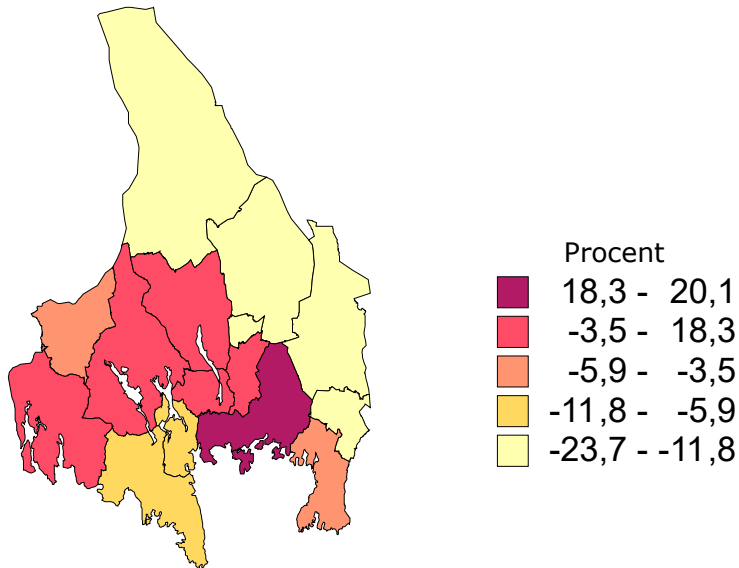 Procent
18,3 - 20,1
-3,5 - 18,3
-5,9 - -3,5
-11,8 - -5,9
-23,7 - -11,8